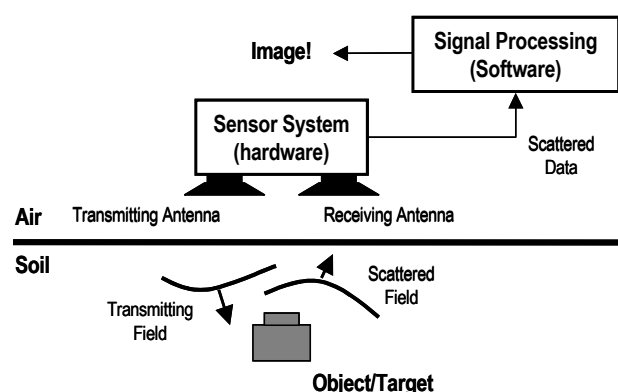 Image!
Signal Processing
(Software)
Sensor System
(hardware)
Scattered
Data
Transmitting Antenna
Receiving Antenna
Air
Soil
Transmitting
Field
Scattered
Field
Object/Target